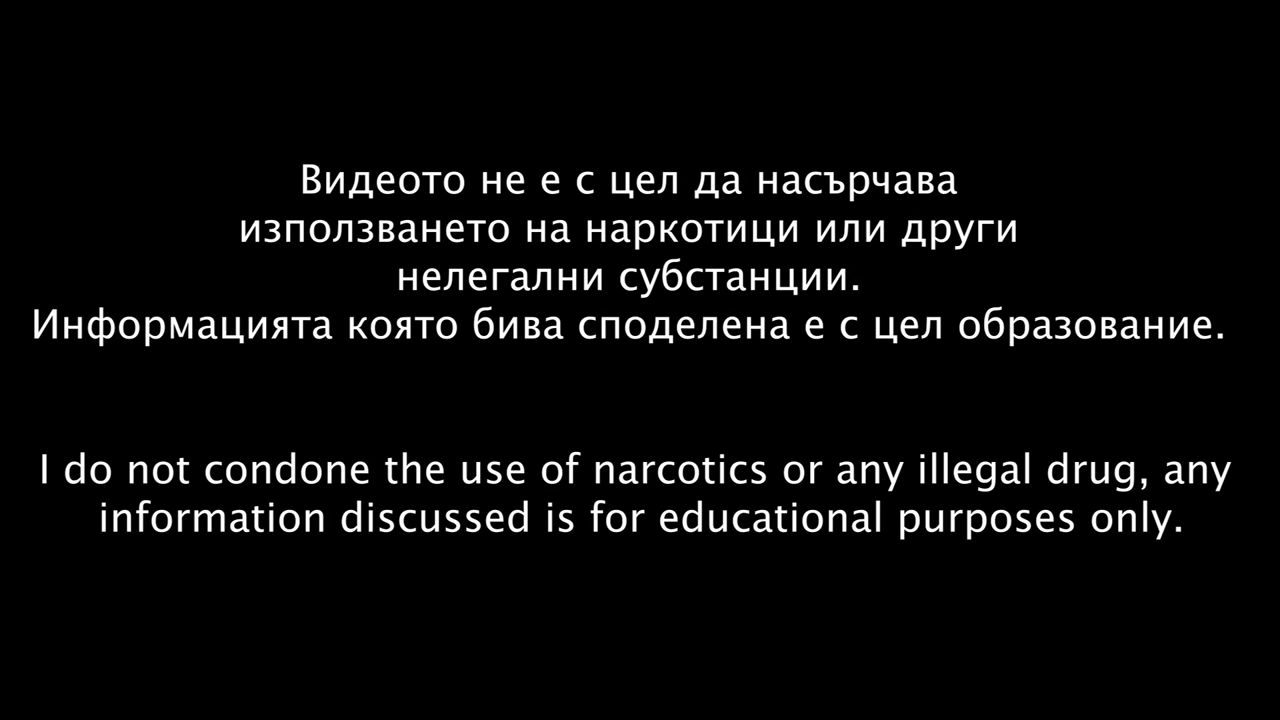 Видеото не е с цел да насърчава
използването на наркотици или други
нелегални субстанции.
Информацията която бива споделена е с цел образование.
I do not condone the use of narcotics or any illegal drug, any
information discussed is for educational purposes only.